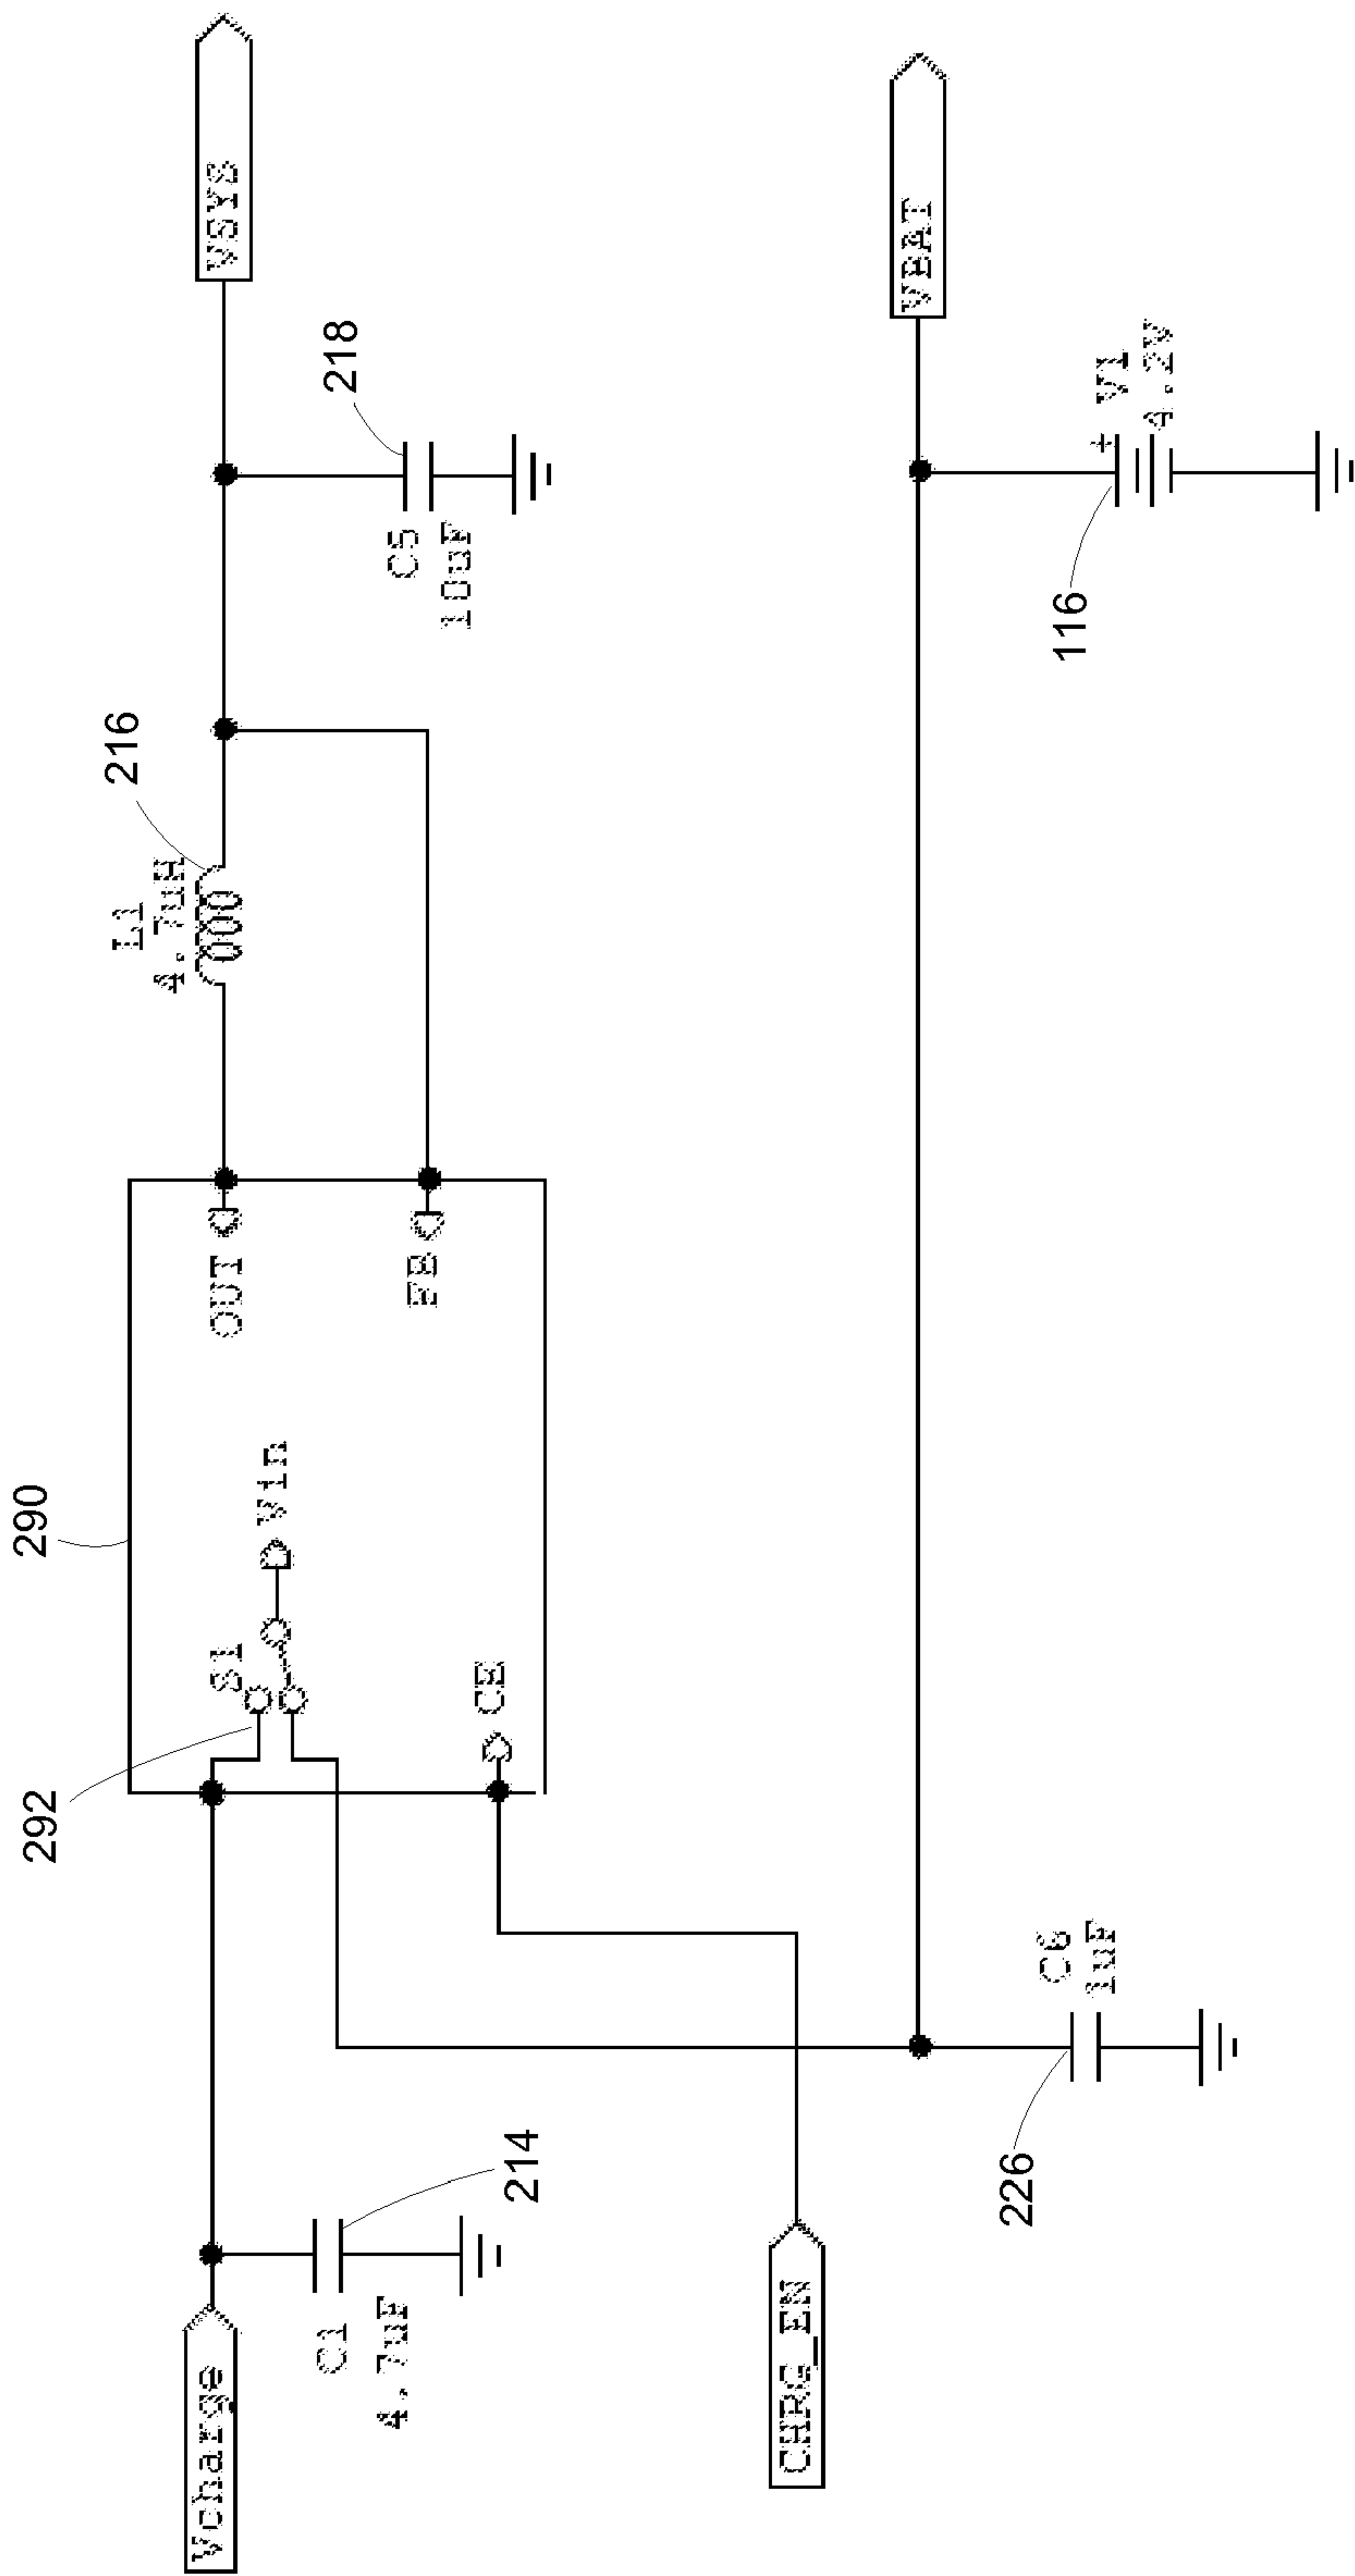 290
292
S1
Vin
OUT
FB
CE
L1
4.7uH
216
VSYS
218
C5
10uF
Vcharge
C1
4.7uF
214
CHRG_EN
226
C6
1uF
VBAT
V1
+
4.2V
116